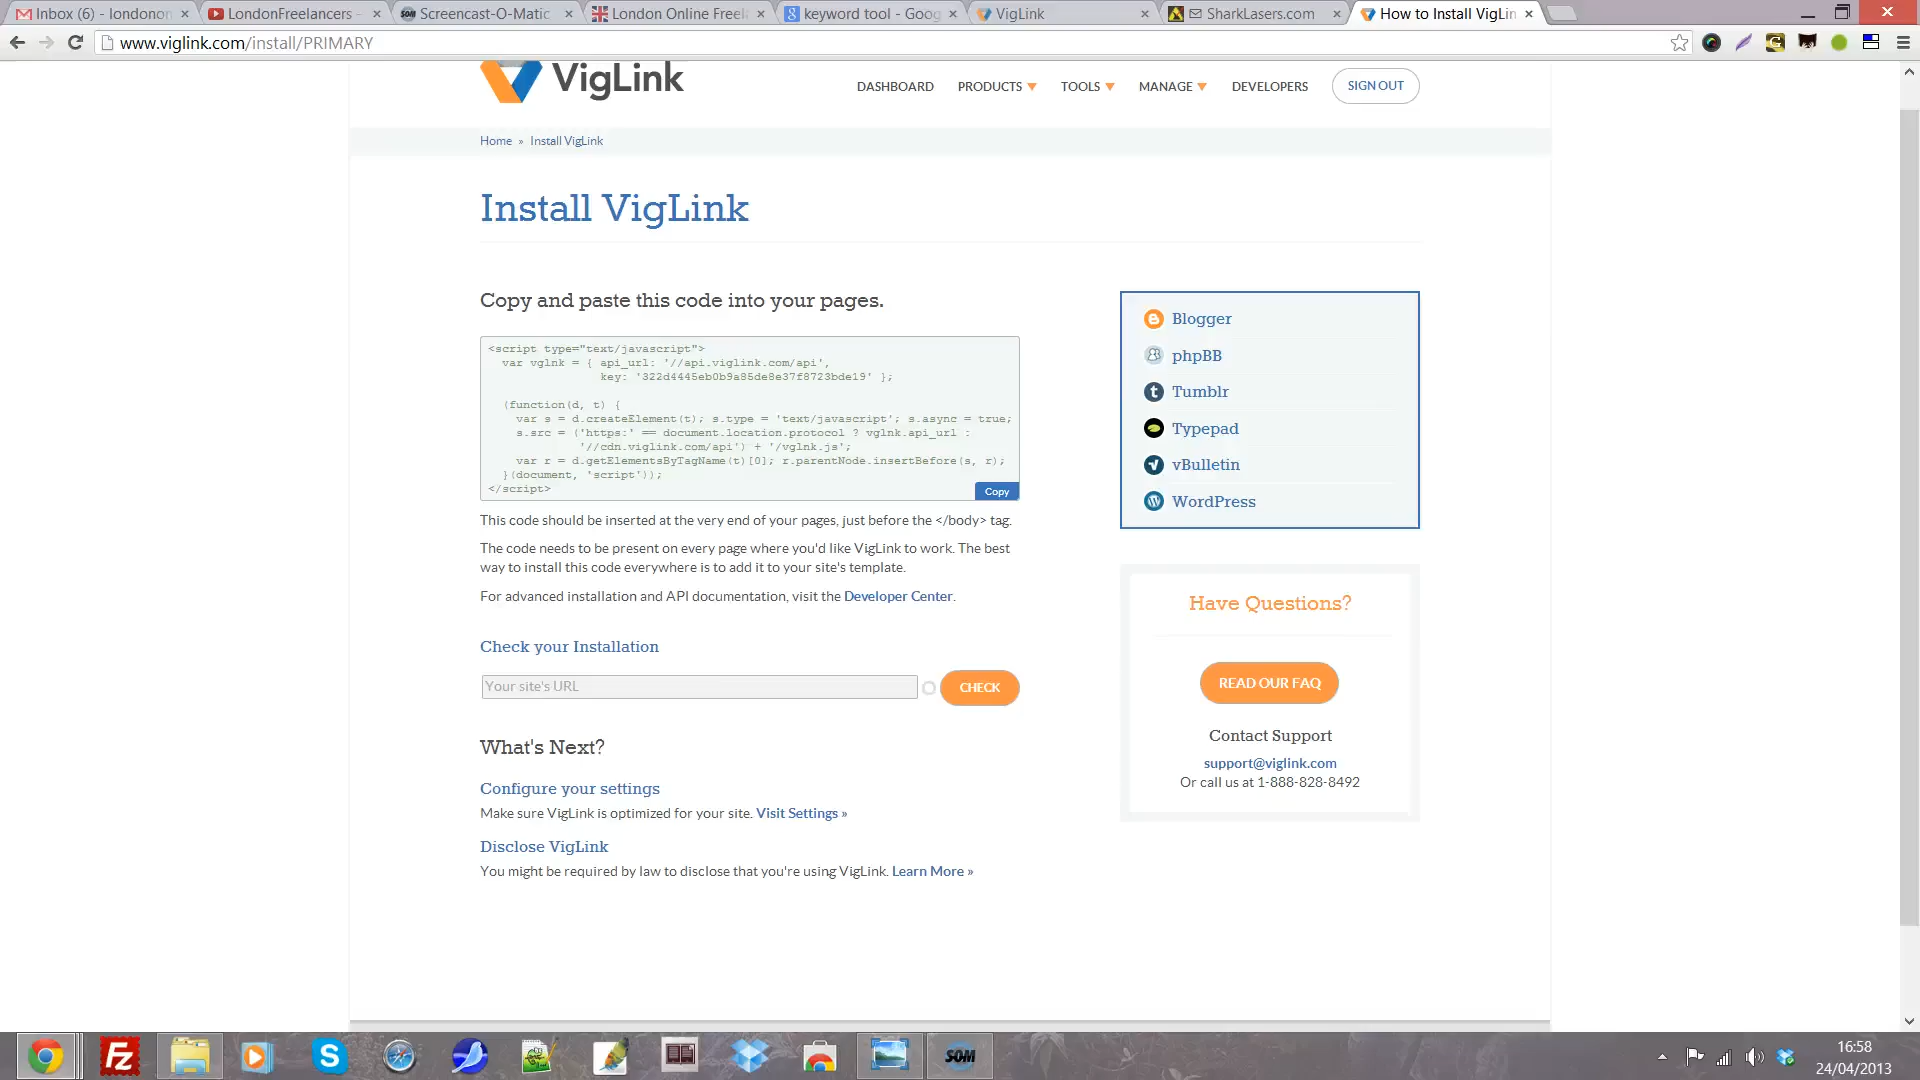 Inbox (6) - londonon
LondonFreelancers -
Screencast-O-Matic
London Online Freel
keyword tool - Goog
VigLink
SharkLasers.com
How to Install VigLin
www.viglink.com/install/PRIMARY
VigLink
DASHBOARD
PRODUCTS
TOOLS
MANAGE
DEVELOPERS
SIGN OUT
Home » Install VigLink
Install VigLink
Copy and paste this code into your pages.
<script type="text/javascript">
var vglnk = { api_url: '//api.viglink.com/api',
key: '322d4445eb0b9a85de8e37f8723bde19' };
(function(d, t) {
var s = d.createElement(t); s.type = 'text/javascript'; s.async = true;
s.src = ('https:' == document.location.protocol ? vglnk.api_url :
'//cdn.viglink.com/api') + '/vglnk.js';
var r = d.getElementsByTagName(t)[0]; r.parentNode.insertBefore(s, r);
}(document, 'script'));
</script>
Copy
This code should be inserted at the very end of your pages, just before the </body> tag.
The code needs to be present on every page where you'd like VigLink to work. The best
way to install this code everywhere is to add it to your site's template.
For advanced installation and API documentation, visit the Developer Center.
Check your Installation
Your site's URL
CHECK
What's Next?
Configure your settings
Make sure VigLink is optimized for your site. Visit Settings »
Disclose VigLink
You might be required by law to disclose that you're using VigLink. Learn More »
Blogger
phpBB
Tumblr
Typepad
vBulletin
WordPress
Have Questions?
READ OUR FAQ
Contact Support
support@viglink.com
Or call us at 1-888-828-8492
SOM
16:58
24/04/2013